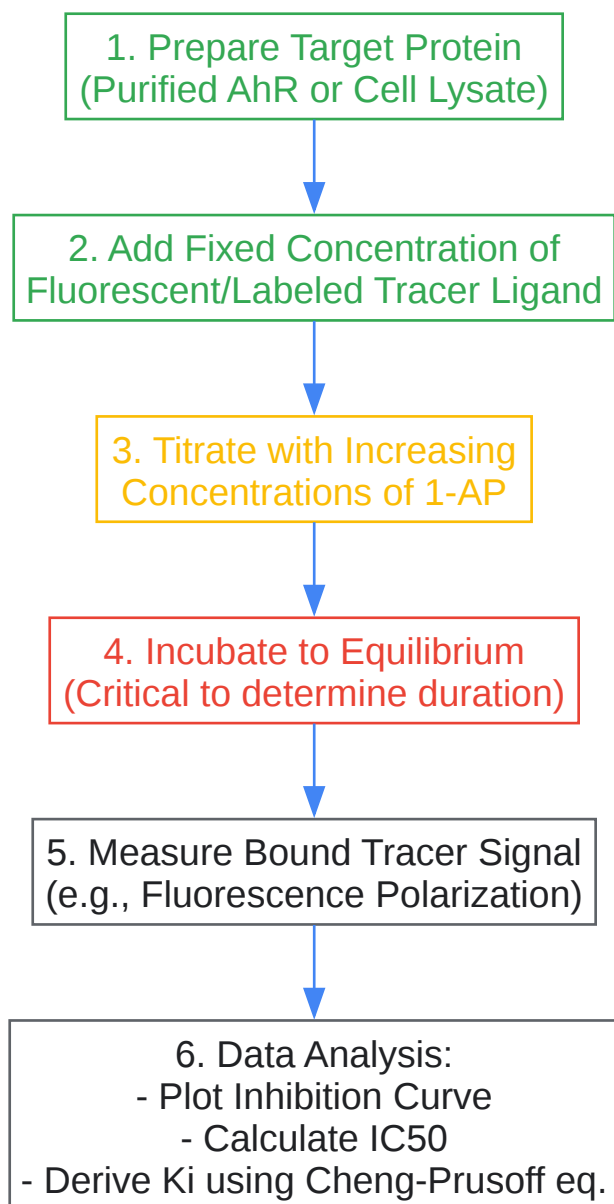 1. Prepare Target Protein
(Purified AhR or Cell Lysate)
2. Add Fixed Concentration of
Fluorescent/Labeled Tracer Ligand
3. Titrate with Increasing
Concentrations of 1-AP
4. Incubate to Equilibrium
(Critical to determine duration)
5. Measure Bound Tracer Signal
(e.g., Fluorescence Polarization)
6. Data Analysis:
- Plot Inhibition Curve
- Calculate IC50
- Derive Ki using Cheng-Prusoff eq.